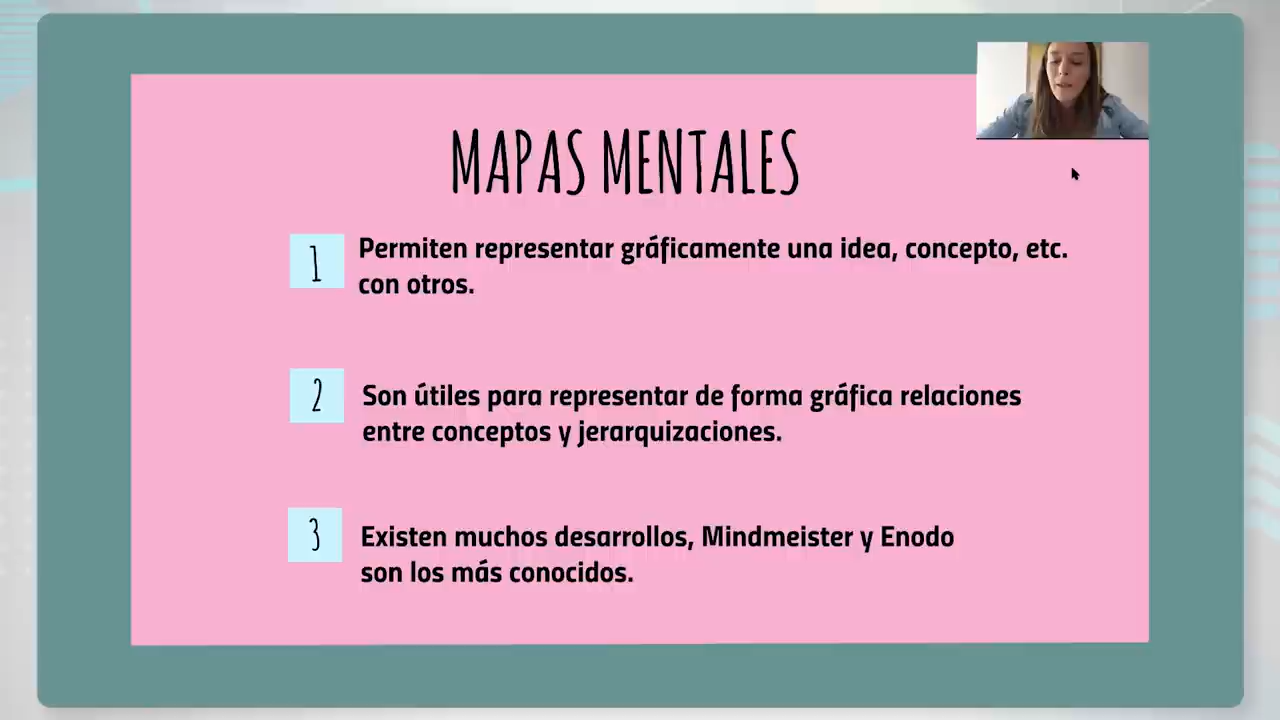 MAPAS MENTALES
1 Permiten representar gráficamente una idea, concepto, etc.
con otros.
2 Son útiles para representar de forma gráfica relaciones
entre conceptos y jerarquizaciones.
3 Existen muchos desarrollos, Mindmeister y Enodo
son los más conocidos.